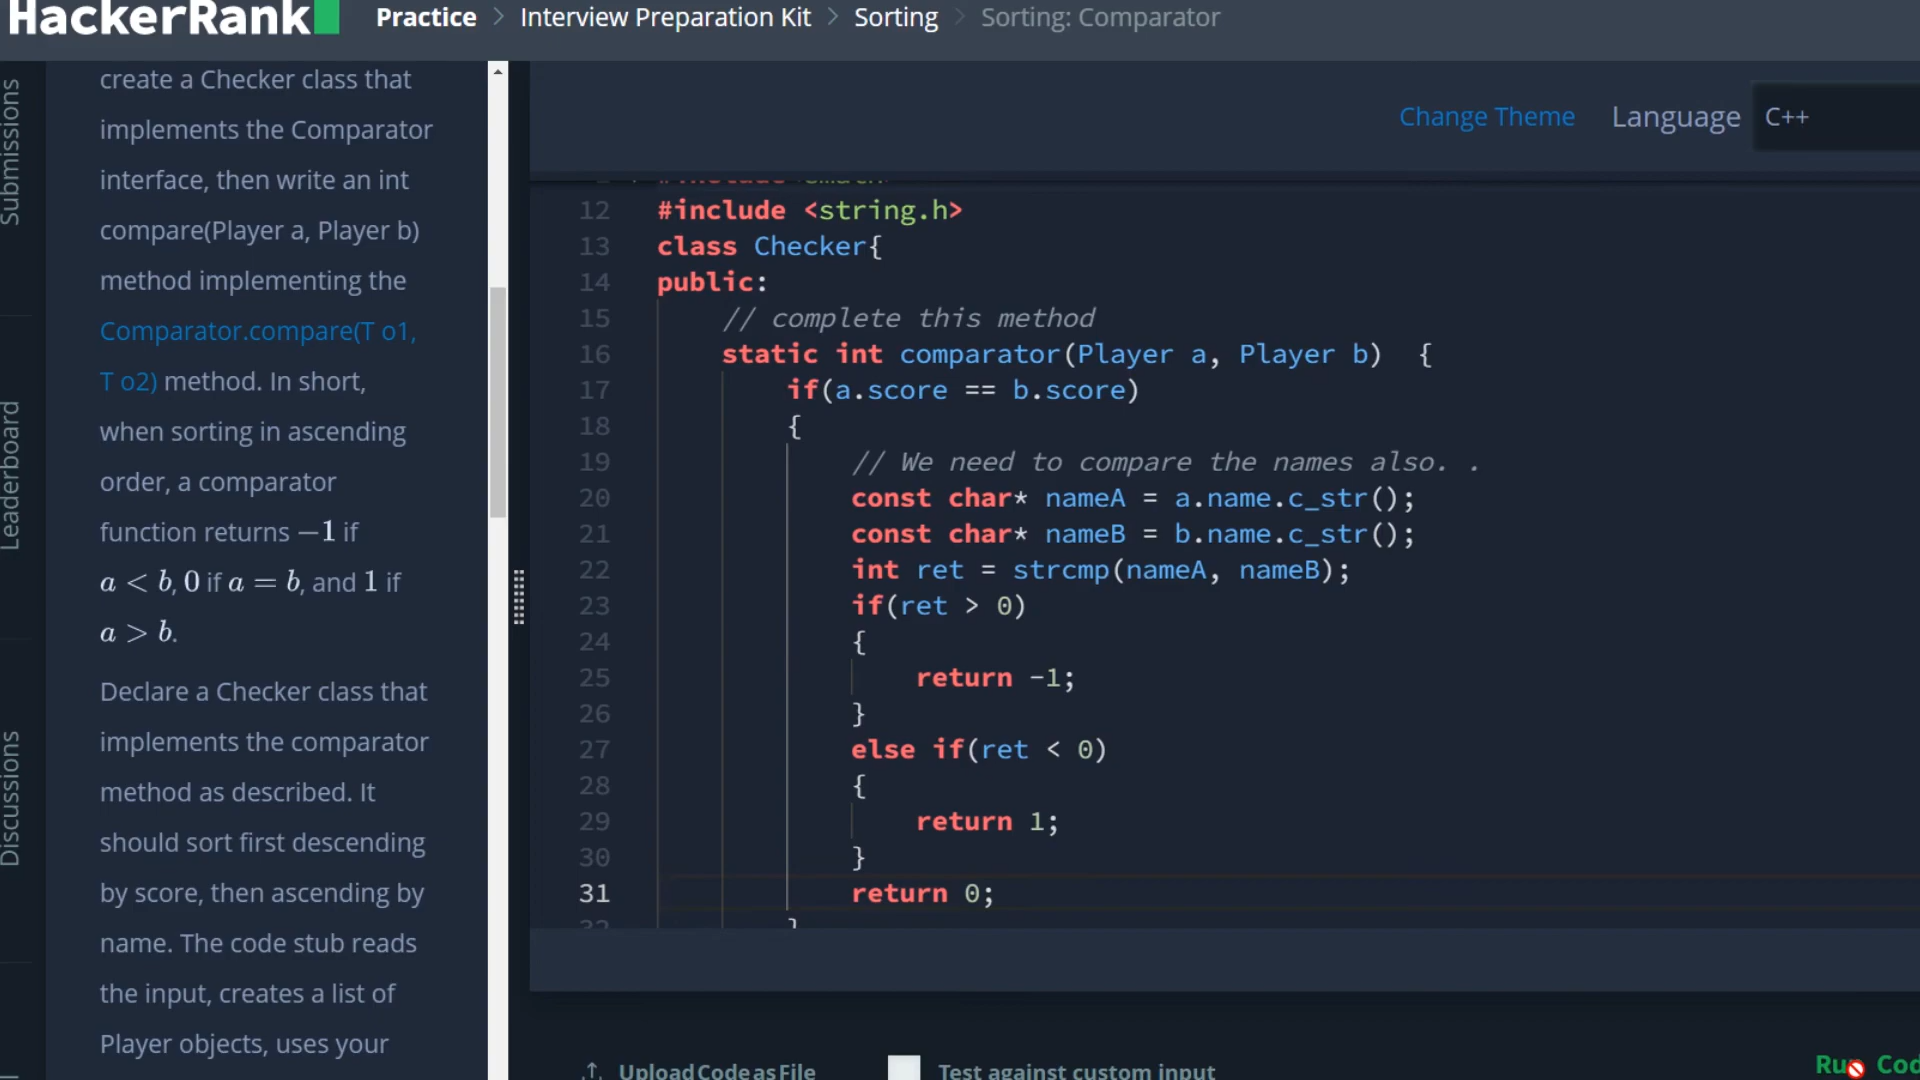 HackerRank
Practice > Interview Preparation Kit > Sorting > Sorting: Comparator
Submissions
Leaderboard
Discussions
create a Checker class that
implements the Comparator
interface, then write an int
compare(Player a, Player b)
method implementing the
Comparator.compare(T o1,
T o2) method. In short,
when sorting in ascending
order, a comparator
function returns −1 if
a < b, 0 if a = b, and 1 if
a > b.
Declare a Checker class that
implements the comparator
method as described. It
should sort first descending
by score, then ascending by
name. The code stub reads
the input, creates a list of
Player objects, uses your
Change Theme Language C++
12 #include <string.h>
13 class Checker{
14 public:
15 // complete this method
16 static int comparator(Player a, Player b) {
17 if(a.score == b.score)
18 {
19 // We need to compare the names also. .
20 const char* nameA = a.name.c_str();
21 const char* nameB = b.name.c_str();
22 int ret = strcmp(nameA, nameB);
23 if(ret > 0)
24 {
25 return -1;
26 }
27 else if(ret < 0)
28 {
29 return 1;
30 }
31 return 0;
32 }
Upload Code as File Test against custom input